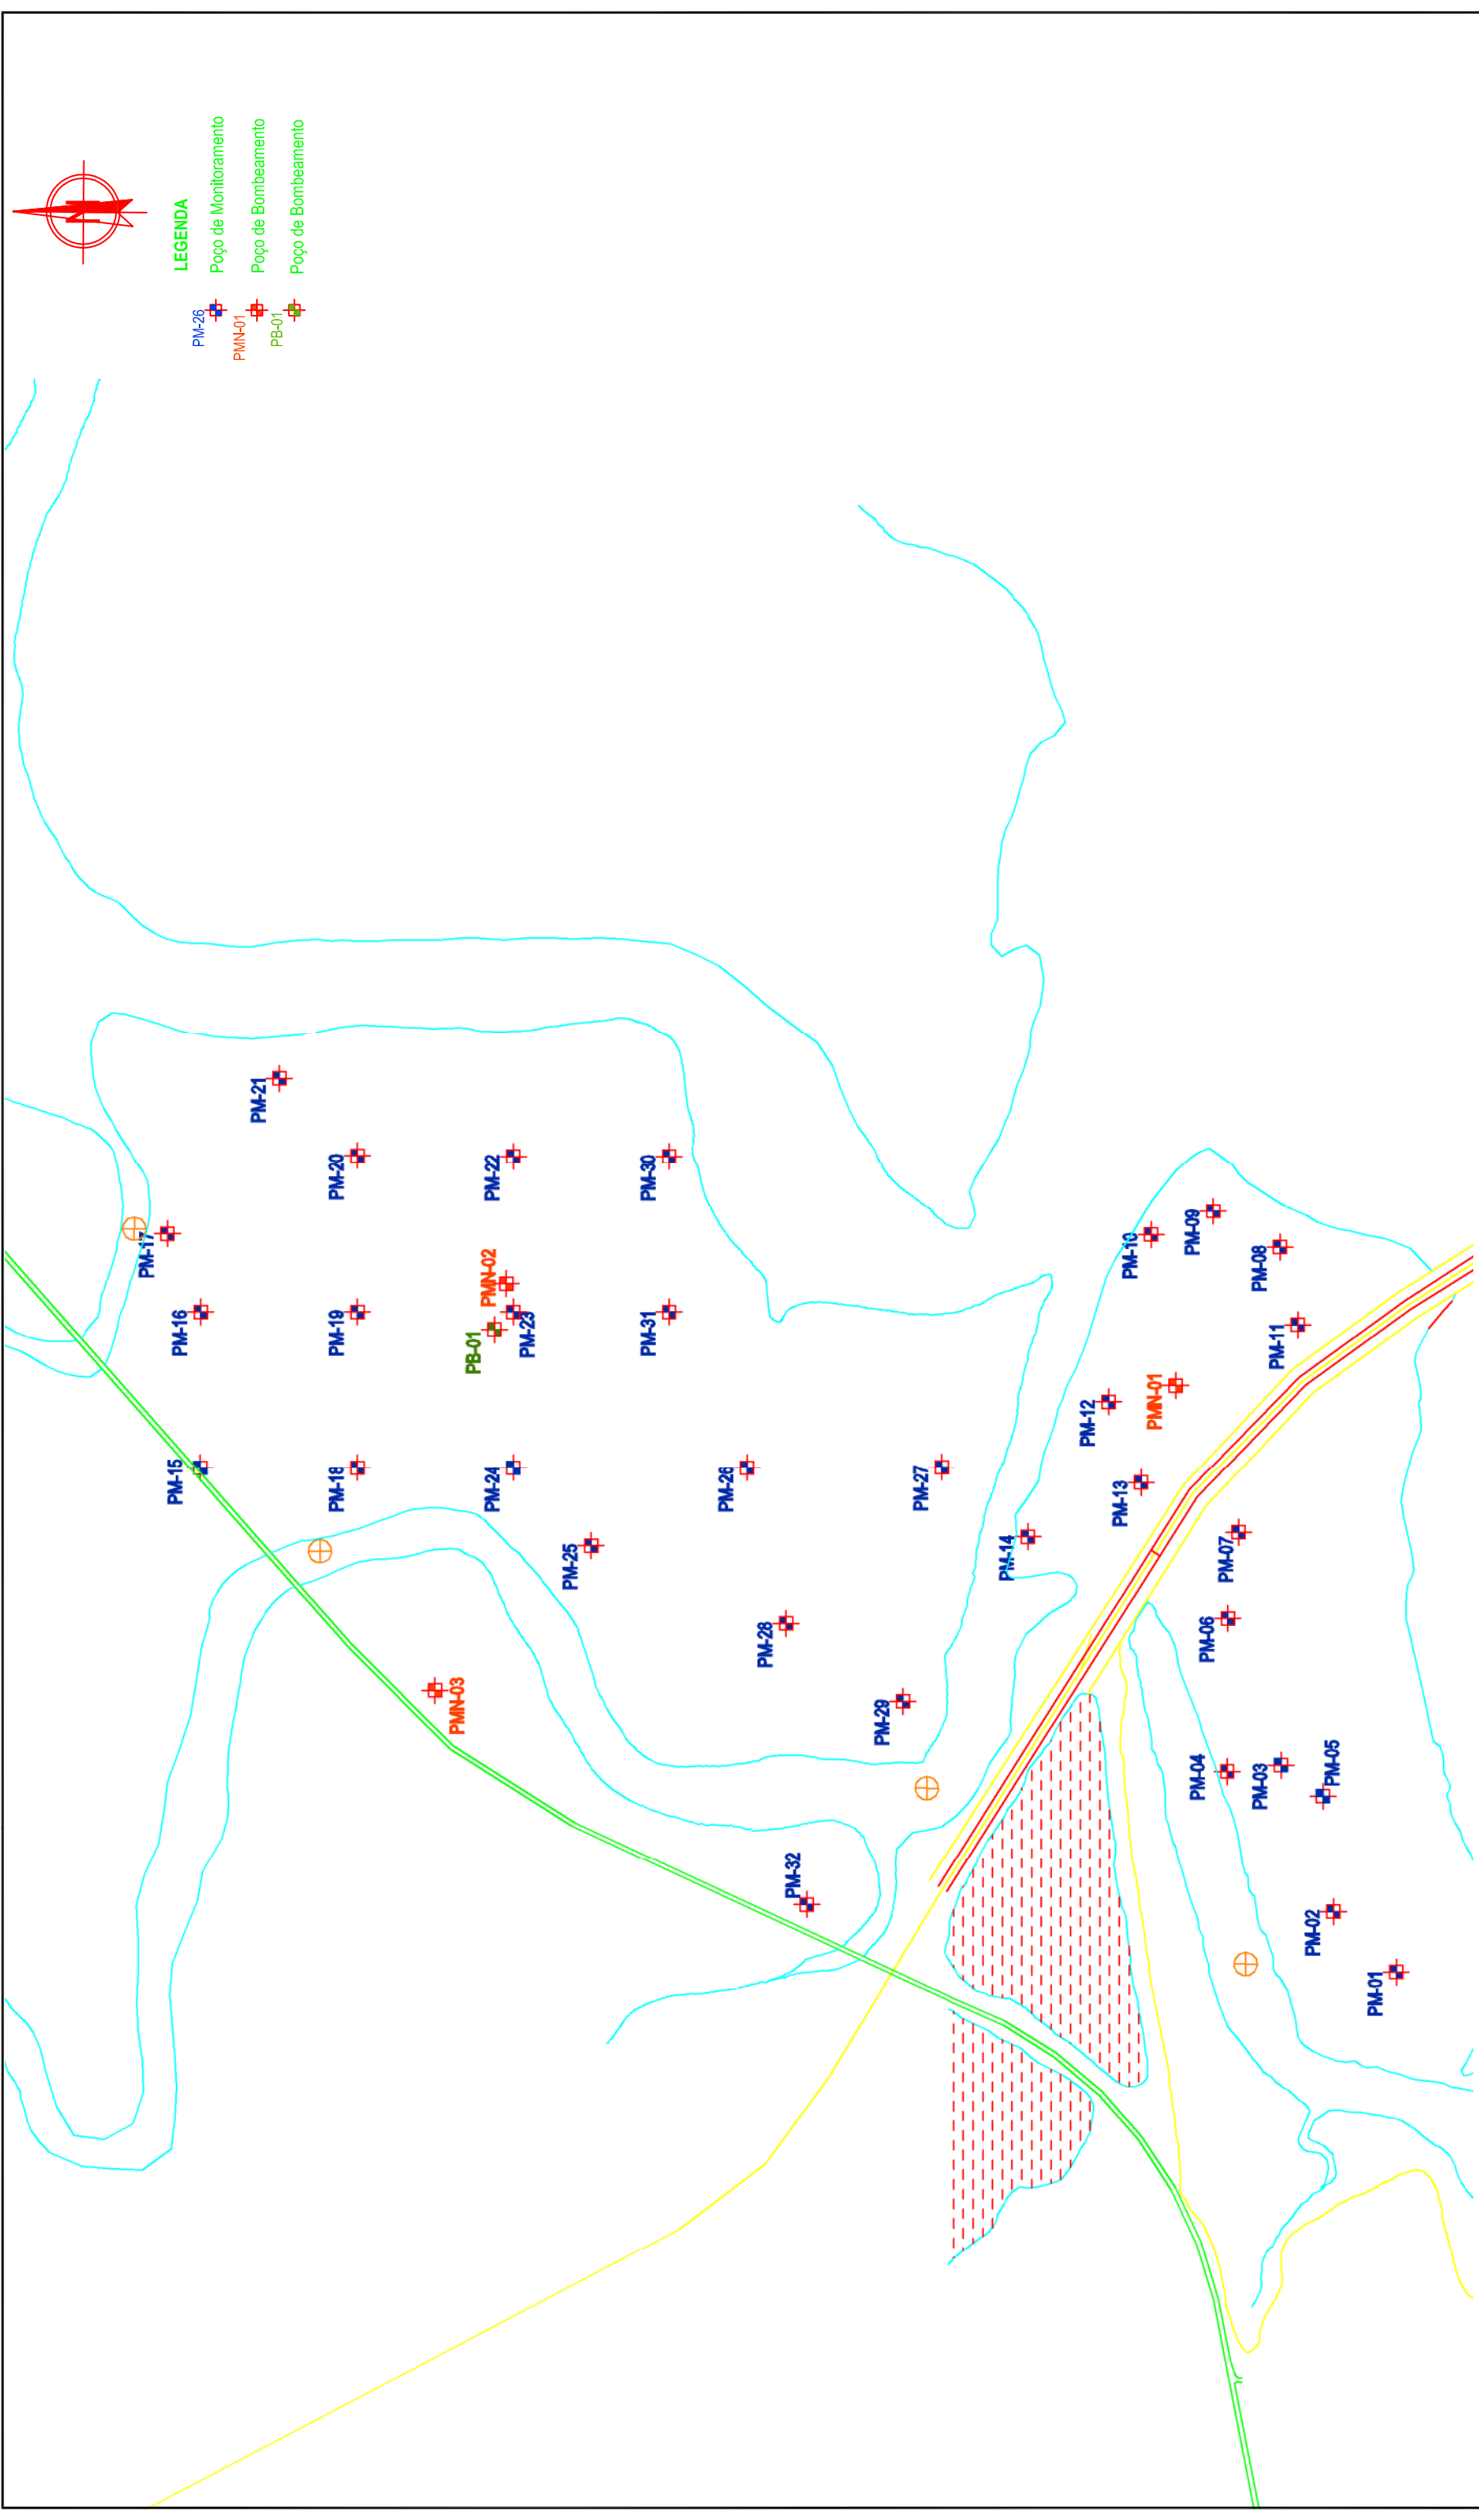 N
LEGENDA
PM-26
Poço de Monitoramento
PMN-01
Poço de Bombeamento
PB-01
Poço de Bombeamento
PM-21
PM-20
PM-22
PM-30
PM-17
PMN-02
PM-10
PM-09
PM-08
PM-16
PM-19
PB-01
PM-23
PM-31
PM-11
PMN-01
PM-12
PM-15
PM-18
PM-24
PM-26
PM-27
PM-13
PM-25
PM-14
PM-07
PM-28
PM-06
PMN-03
PM-29
PM-04
PM-03
PM-05
PM-32
PM-02
PM-01